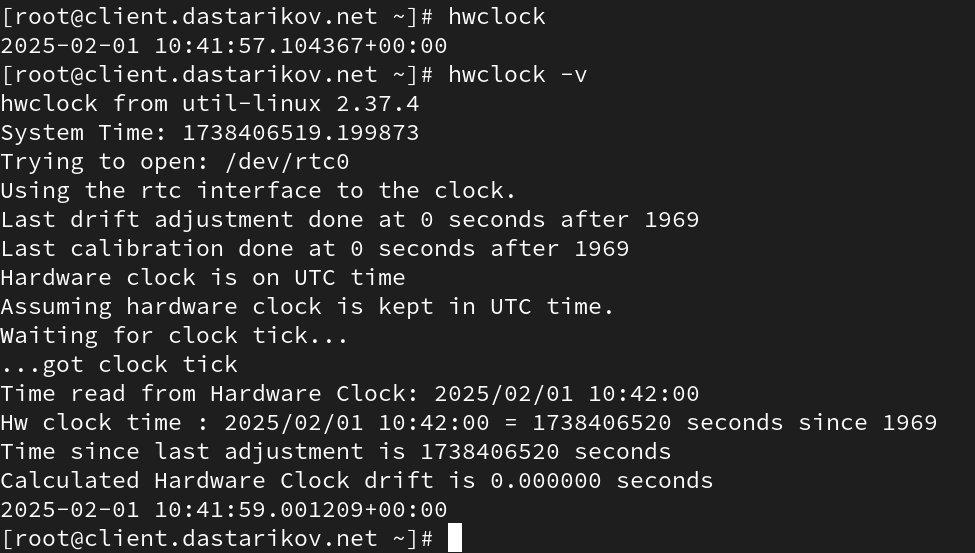 [root@client.dastarikov.net ~]# hwclock
2025-02-01 10:41:57.104367+00:00
[root@client.dastarikov.net ~]# hwclock -v
hwclock from util-linux 2.37.4
System Time: 1738406519.199873
Trying to open: /dev/rtc0
Using the rtc interface to the clock.
Last drift adjustment done at 0 seconds after 1969
Last calibration done at 0 seconds after 1969
Hardware clock is on UTC time
Assuming hardware clock is kept in UTC time.
Waiting for clock tick...
...got clock tick
Time read from Hardware Clock: 2025/02/01 10:42:00
Hw clock time : 2025/02/01 10:42:00 = 1738406520 seconds since 1969
Time since last adjustment is 1738406520 seconds
Calculated Hardware Clock drift is 0.000000 seconds
2025-02-01 10:41:59.001209+00:00
[root@client.dastarikov.net ~]#